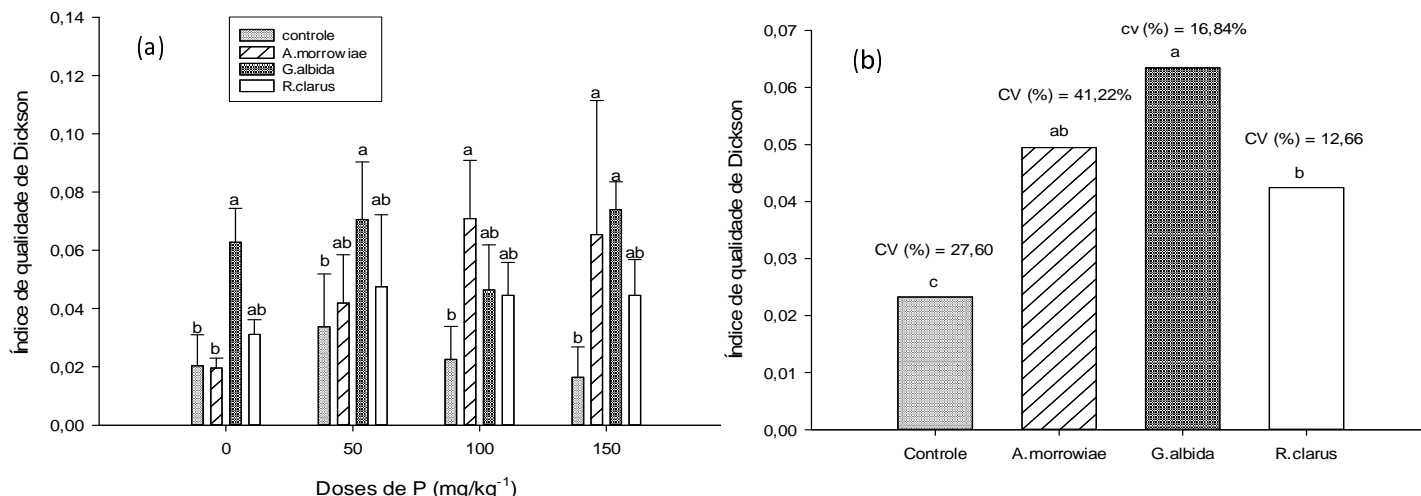 Índice de qualidade de Dickson
0,14
0,12
0,10
0,08
0,06
0,04
0,02
0,00
(a)
controle
A.morrowiae
G.albida
R.clarus
b
b
a
ab
b
ab
a
ab
b
a
ab
ab
b
a
a
ab
0
50
100
150
Doses de P (mg/kg⁻¹)
Índice de qualidade de Dickson
0,07
0,06
0,05
0,04
0,03
0,02
0,01
0,00
(b)
CV (%) = 27,60
c
CV (%) = 41,22%
ab
cv (%) = 16,84%
a
CV (%) = 12,66
b
Controle
A.morrowiae
G.albida
R.clarus